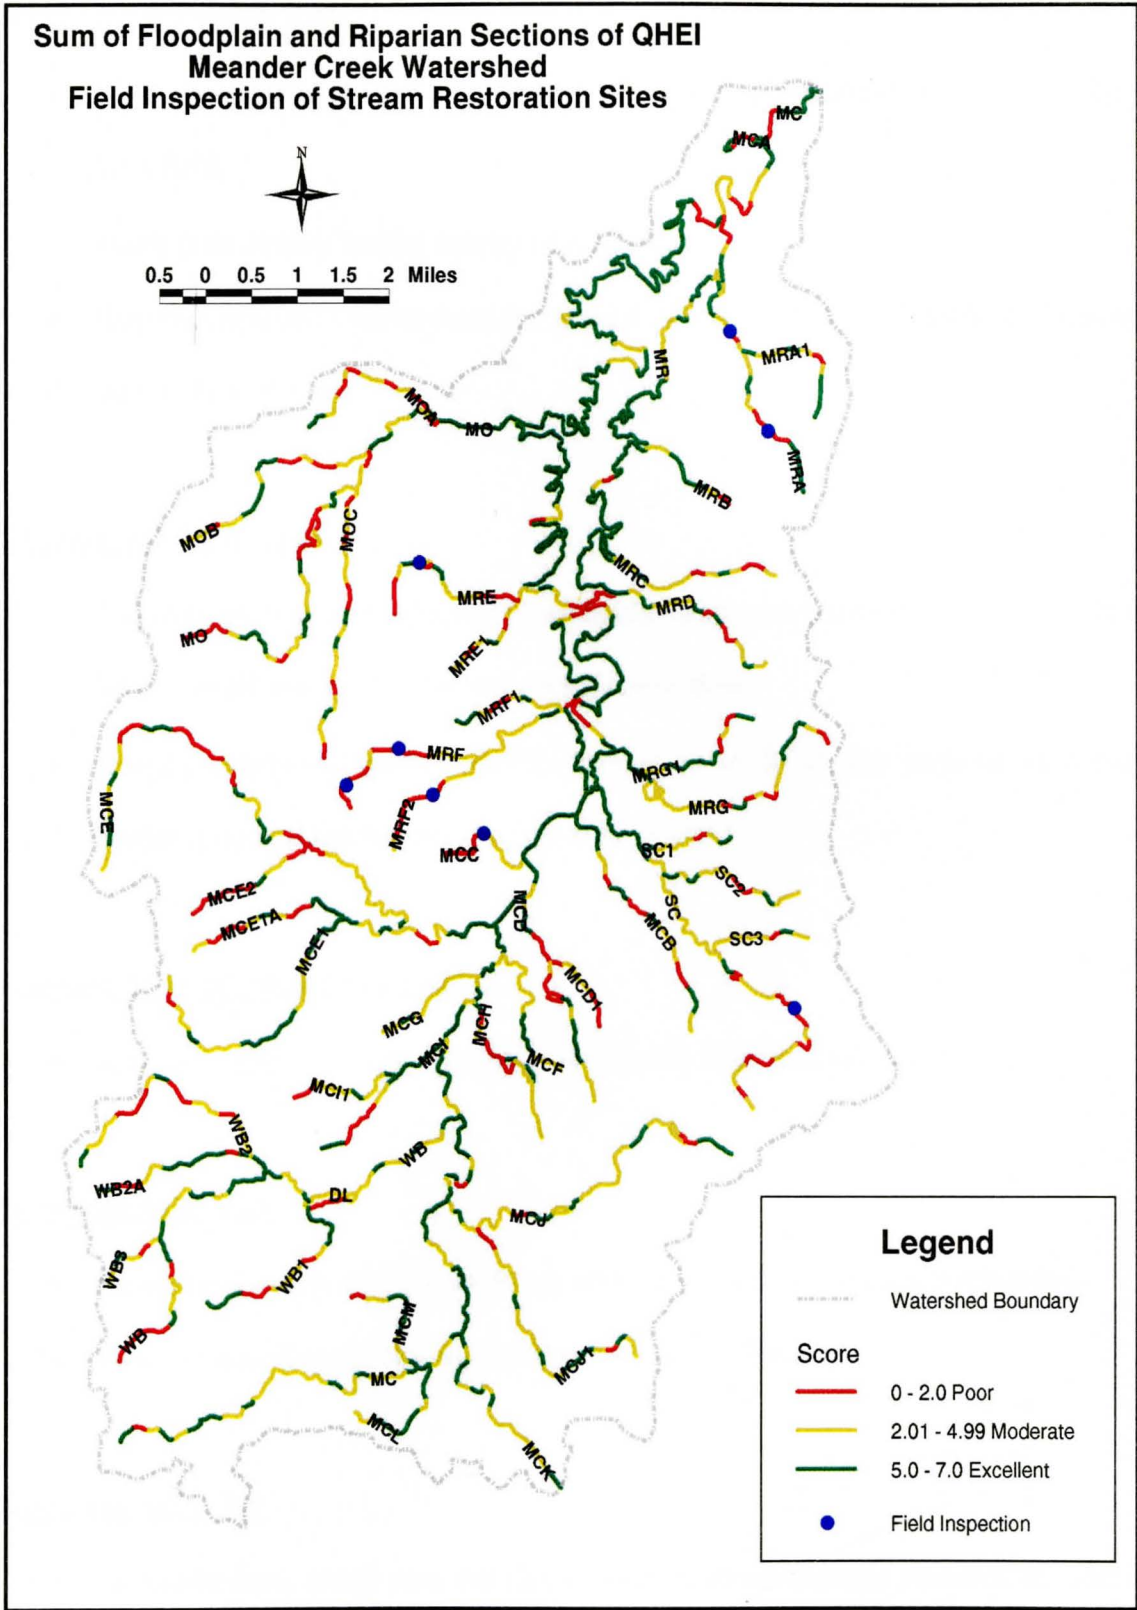 Sum of Floodplain and Riparian Sections of QHEI
Meander Creek Watershed
Field Inspection of Stream Restoration Sites
N
0.5 0 0.5 1 1.5 2 Miles
MC
MCA
MR
MRA1
MOA
MO
MRA
MRB
MOB
MOC
MRC
MRE
MRD
MO
MRE1
MRF1
MRF
MRG1
MCE
MRG
MRF2
MCC
SC1
SC2
MCE2
SC
MCD
MCB
MCE1A
SC3
MCE1
MCD1
MCG
MCH
MCI
MCF
MCI1
WB2
WB
WB2A
DL
MCJ
WB3
WB1
WB
MCM
MCJ1
MC
MCL
MCK
Legend
Watershed Boundary
Score
0 - 2.0 Poor
2.01 - 4.99 Moderate
5.0 - 7.0 Excellent
Field Inspection